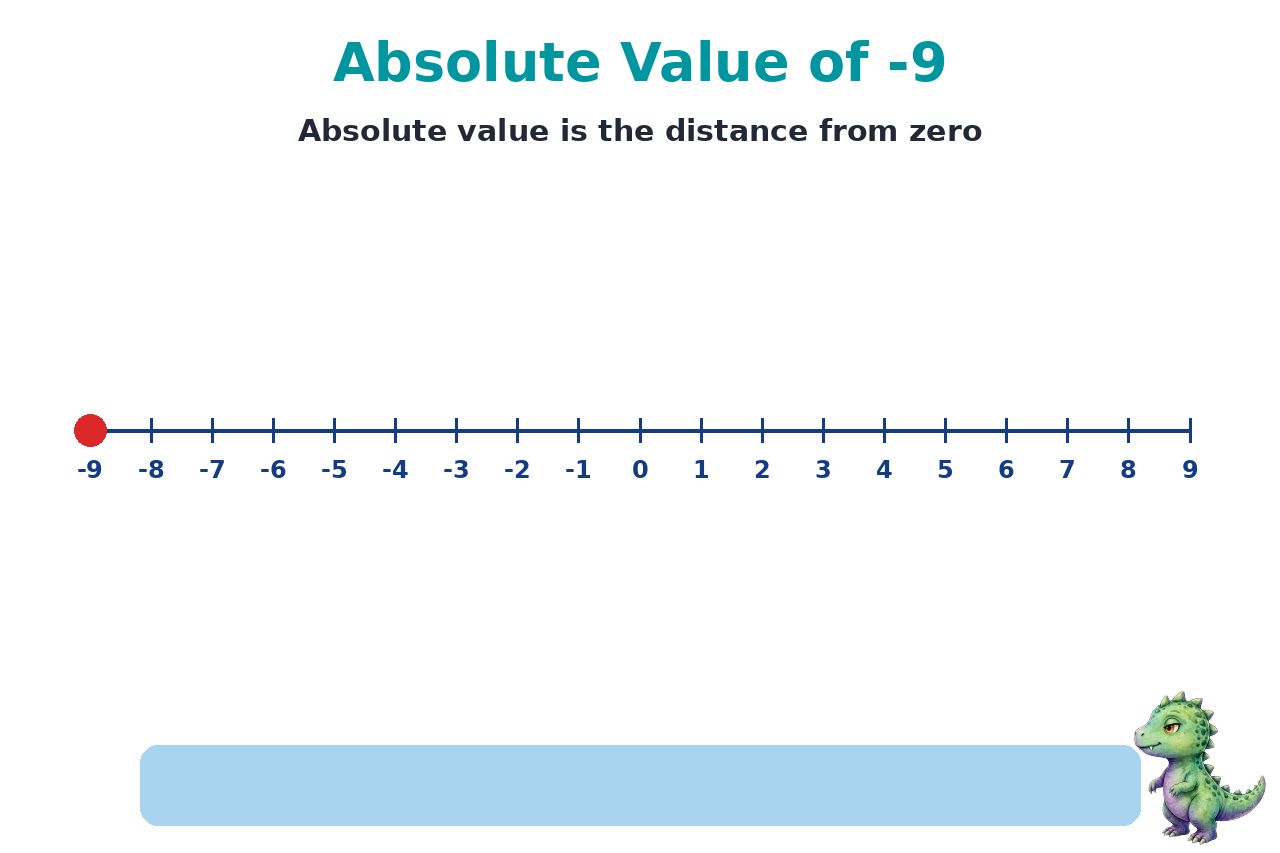 Absolute Value of -9
Absolute value is the distance from zero
-9 -8 -7 -6 -5 -4 -3 -2 -1 0 1 2 3 4 5 6 7 8 9